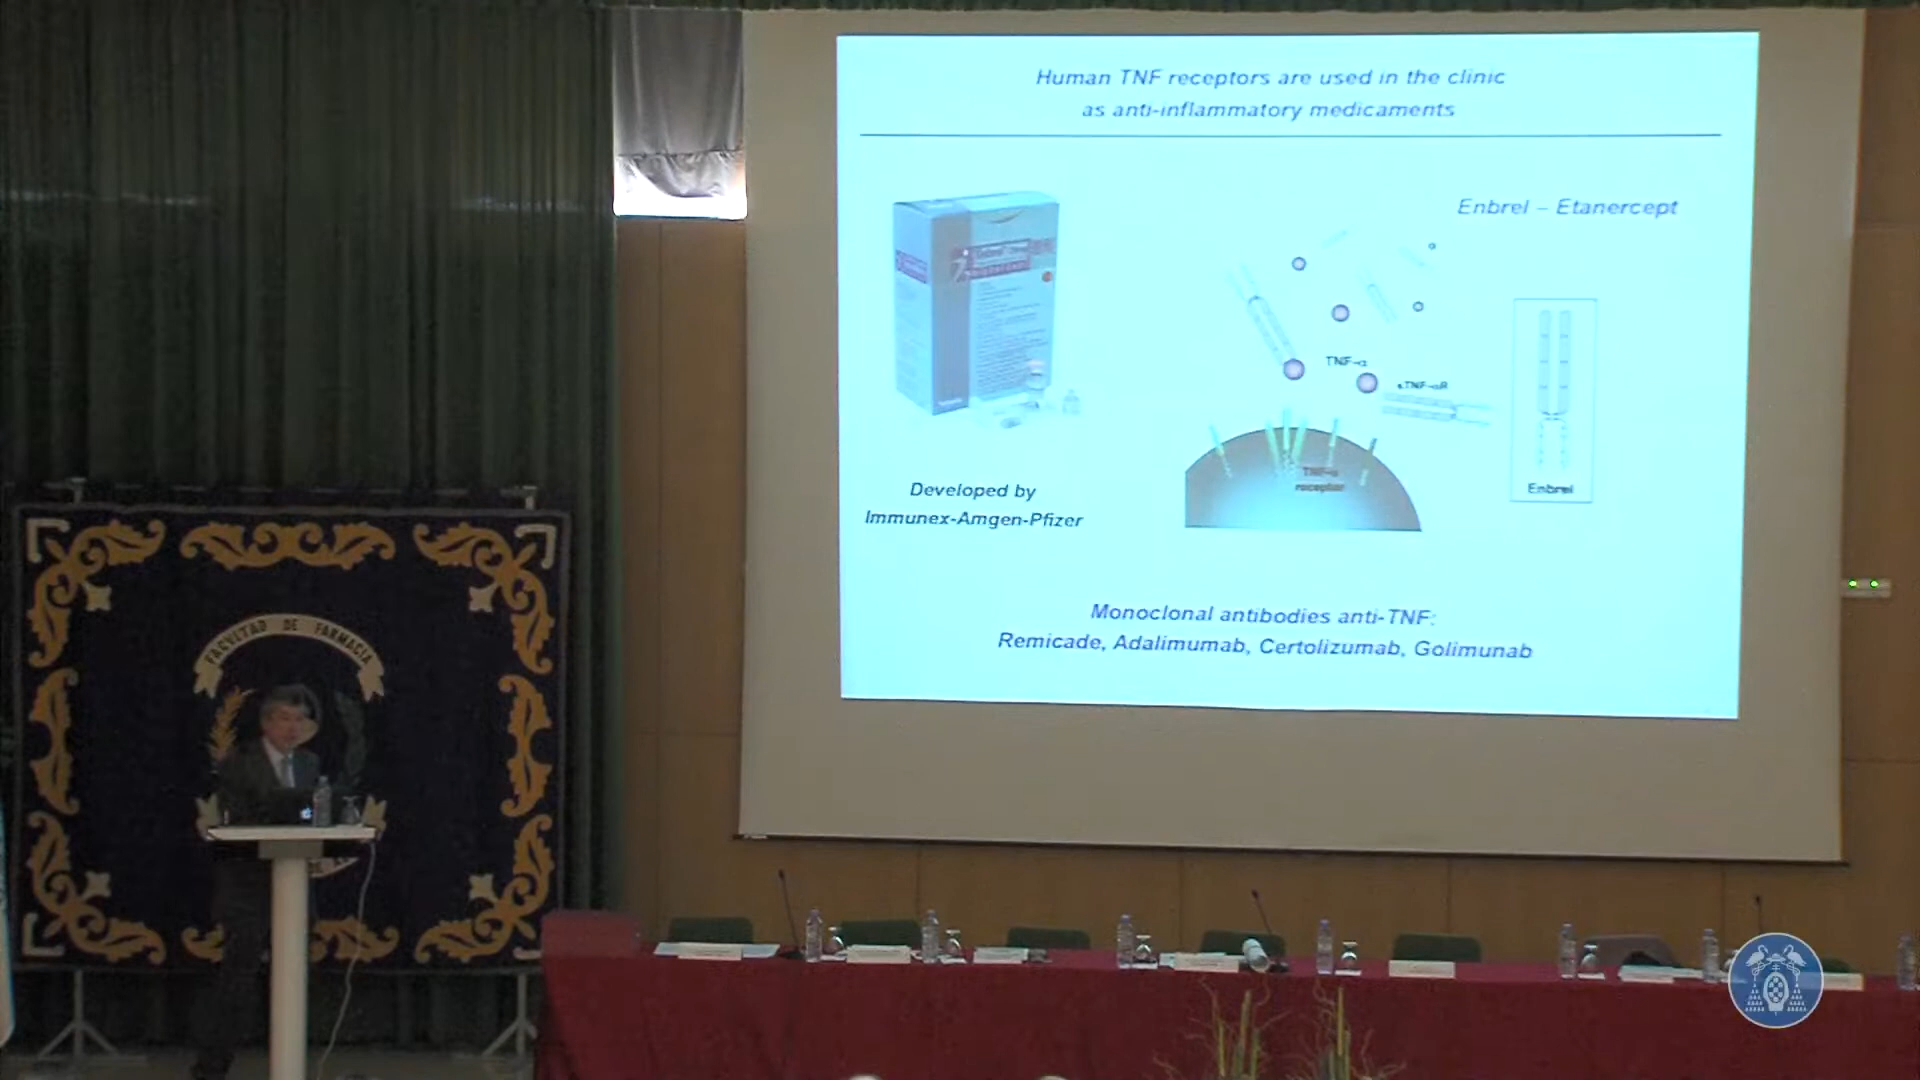 Human TNF receptors are used in the clinic
as anti-inflammatory medicaments
Enbrel – Etanercept
TNF-α
sTNF-αR
TNF-α
receptor
Enbrel
Developed by
Immunex-Amgen-Pfizer
Monoclonal antibodies anti-TNF:
Remicade, Adalimumab, Certolizumab, Golimunab
FACVLTAD DE FARMACIA